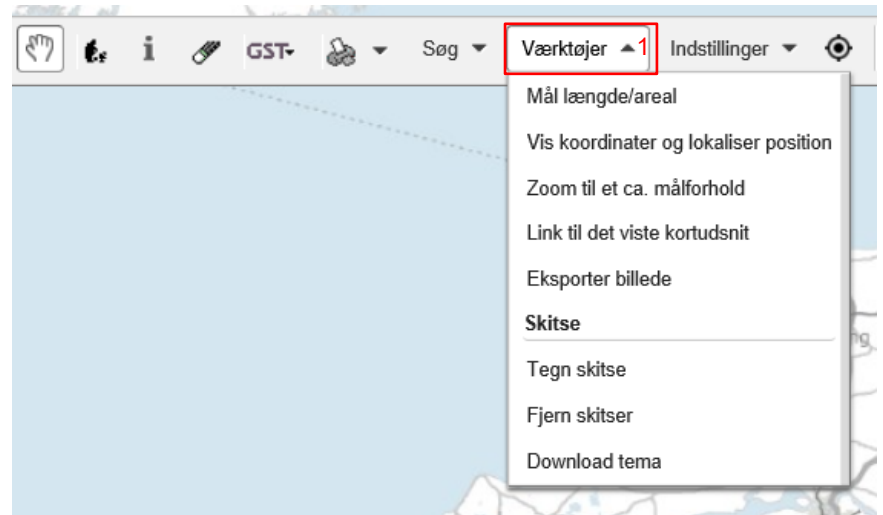 i GST Søg Værktøjer 1 Indstillinger
Mål længde/areal
Vis koordinater og lokaliser position
Zoom til et ca. målforhold
Link til det viste kortudsnit
Eksporter billede
Skitse
Tegn skitse
Fjern skitser
Download tema